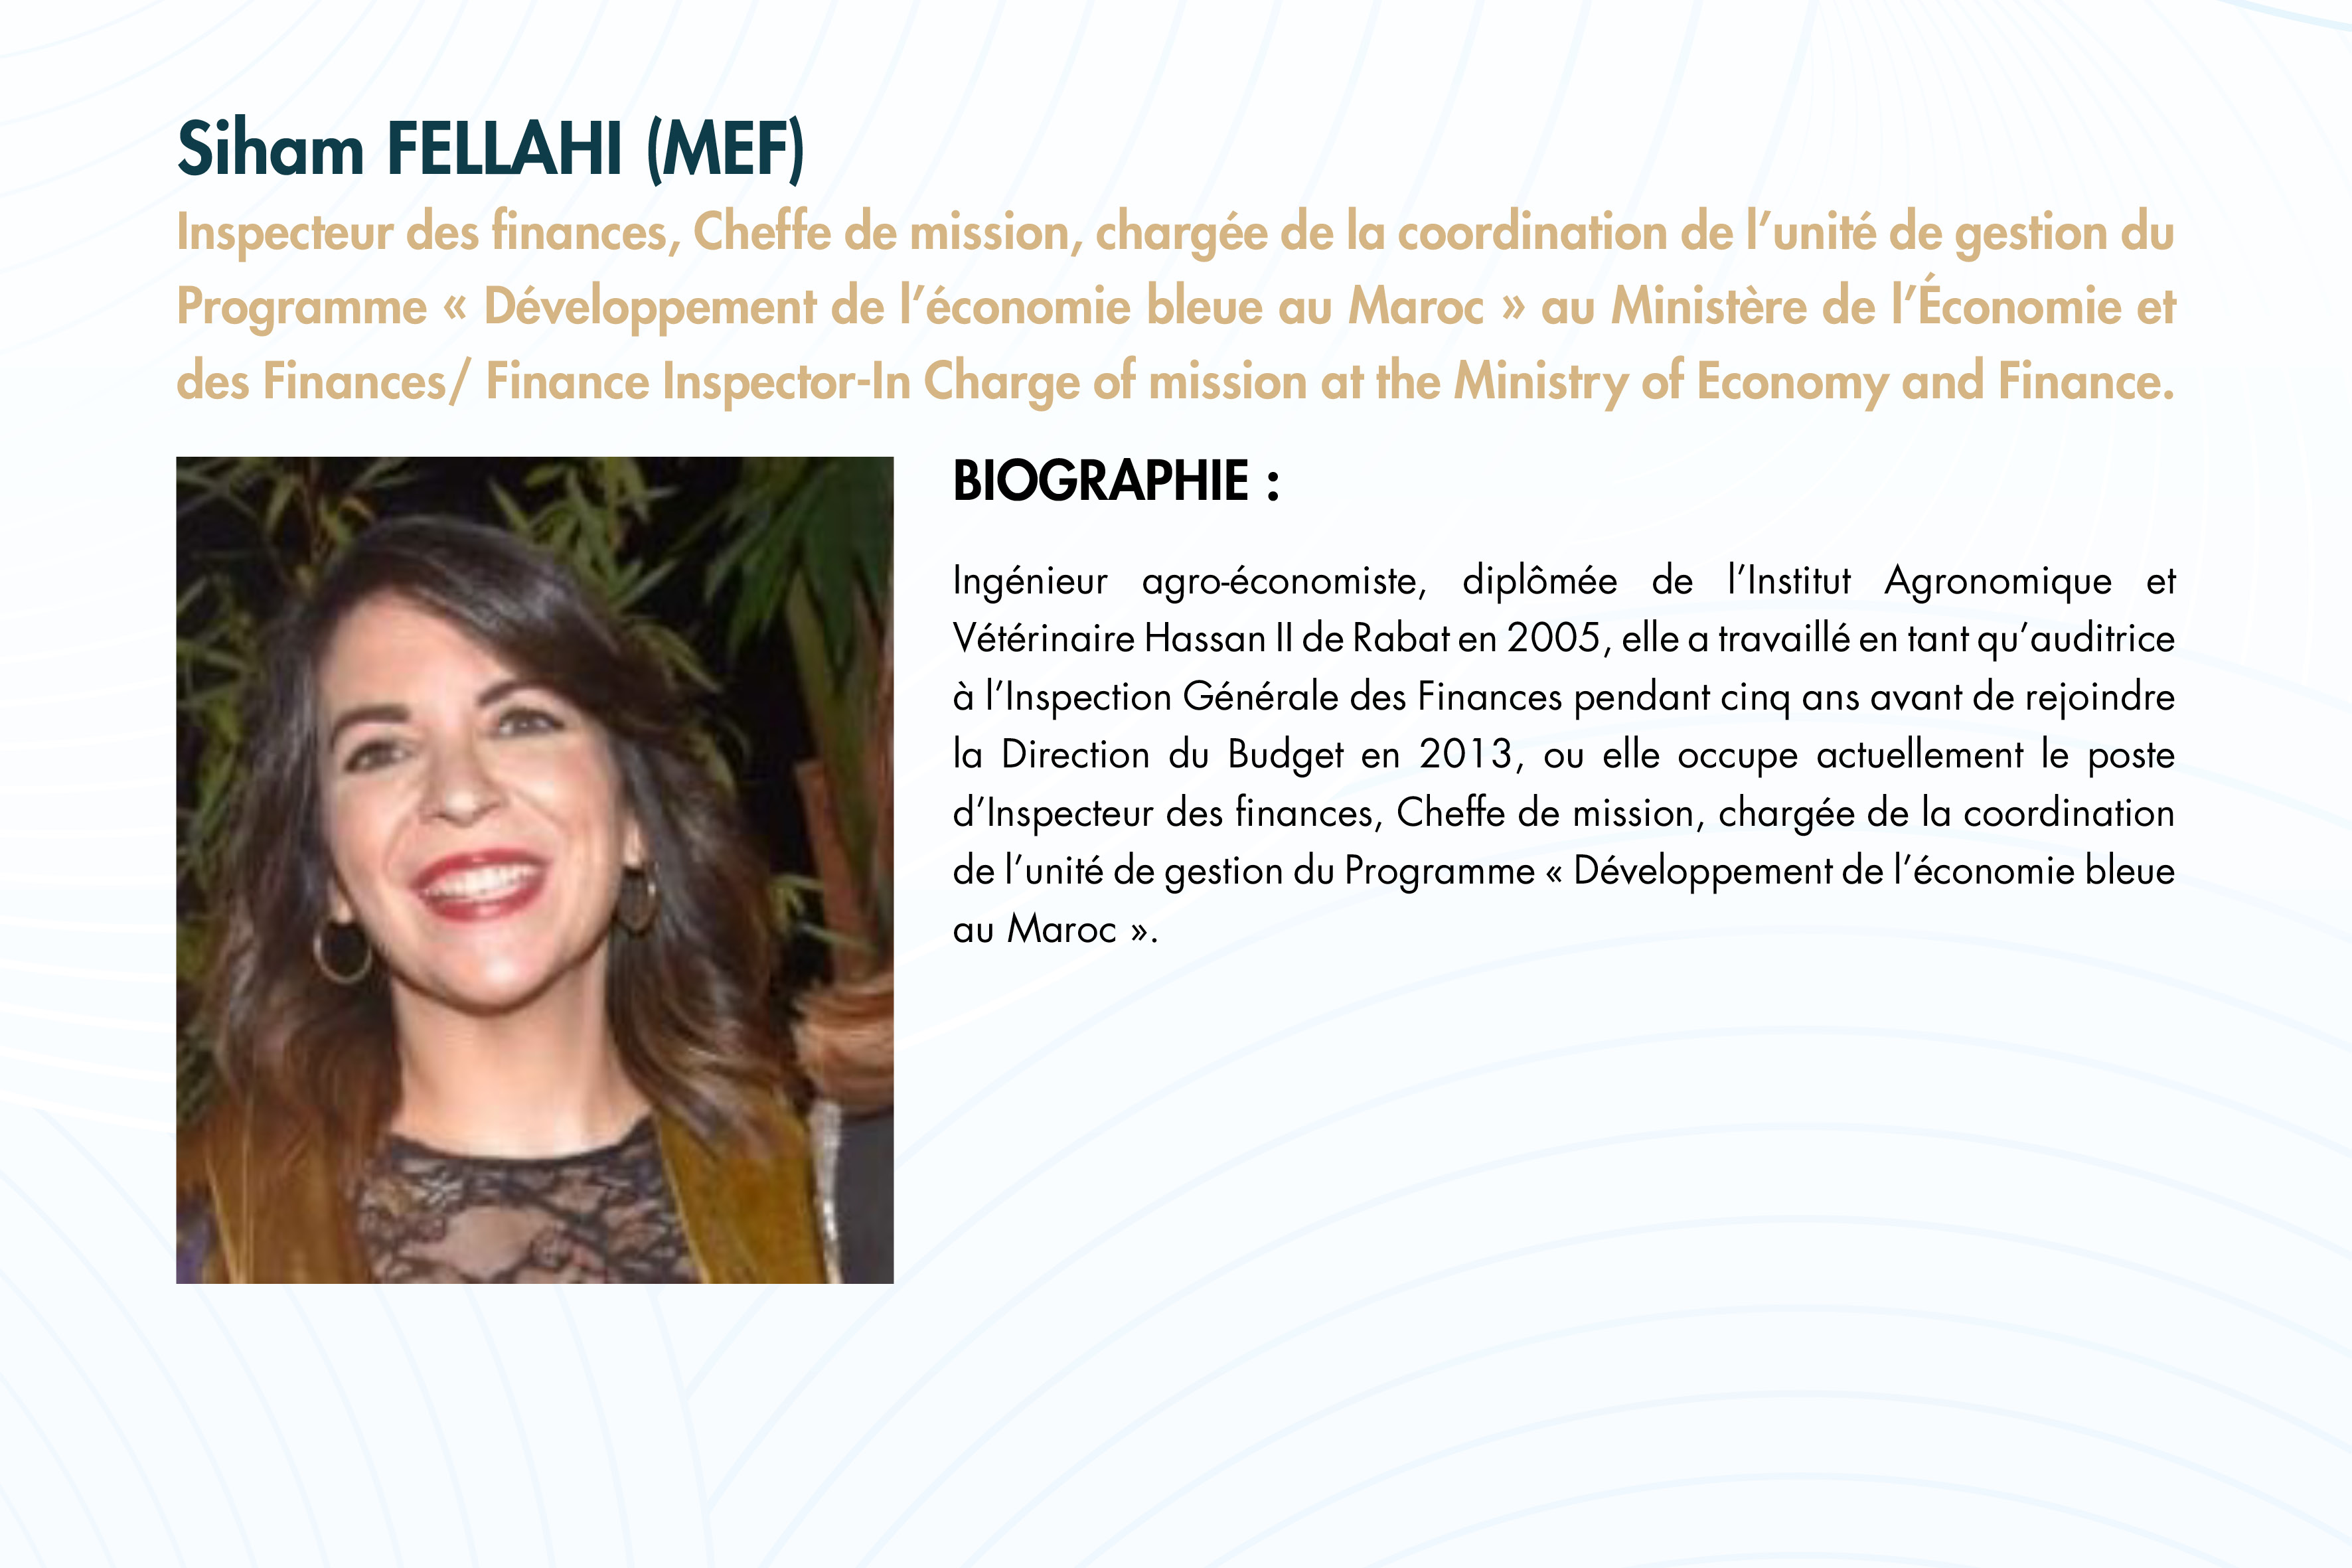 Siham FELLAHI (MEF)
Inspecteur des finances, Cheffe de mission, chargée de la coordination de l’unité de gestion du
Programme « Développement de l’économie bleue au Maroc » au Ministère de l’Économie et
des Finances/ Finance Inspector-In Charge of mission at the Ministry of Economy and Finance.
BIOGRAPHIE :
Ingénieur agro-économiste, diplômée de l’Institut Agronomique et
Vétérinaire Hassan II de Rabat en 2005, elle a travaillé en tant qu’auditrice
à l’Inspection Générale des Finances pendant cinq ans avant de rejoindre
la Direction du Budget en 2013, ou elle occupe actuellement le poste
d’Inspecteur des finances, Cheffe de mission, chargée de la coordination
de l’unité de gestion du Programme « Développement de l’économie bleue
au Maroc ».